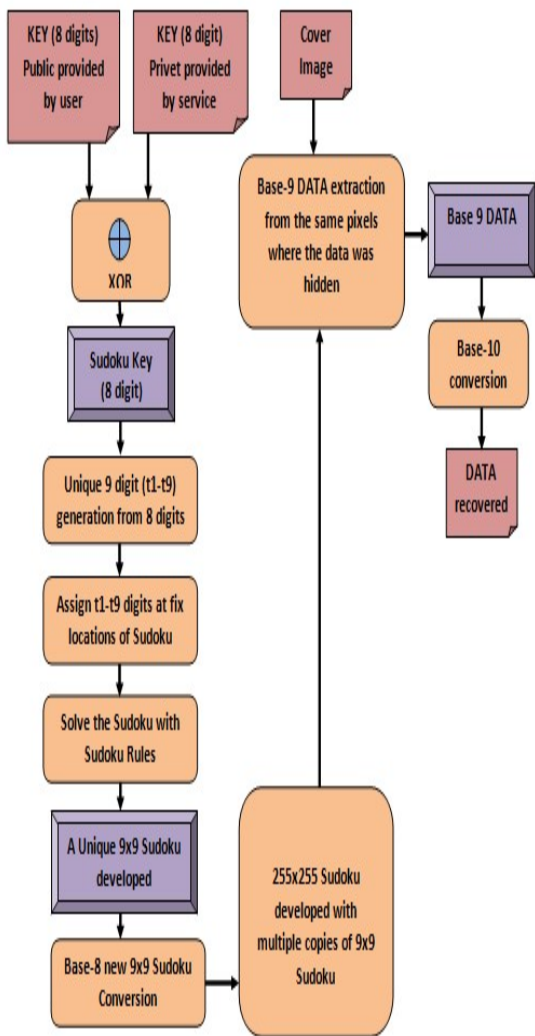 KEY (8 digits)
Public provided
by user
KEY (8 digit)
Privet provided
by service
XOR
Sudoku Key
(8 digit)
Unique 9 digit (t1-t9)
generation from 8 digits
Assign t1-t9 digits at fix
locations of Sudoku
Solve the Sudoku with
Sudoku Rules
A Unique 9x9 Sudoku
developed
Base-8 new 9x9 Sudoku
Conversion
255x255 Sudoku
developed with
multiple copies of 9x9
Sudoku
Cover
Image
Base-9 DATA extraction
from the same pixels
where the data was
hidden
Base 9 DATA
Base-10
conversion
DATA
recovered